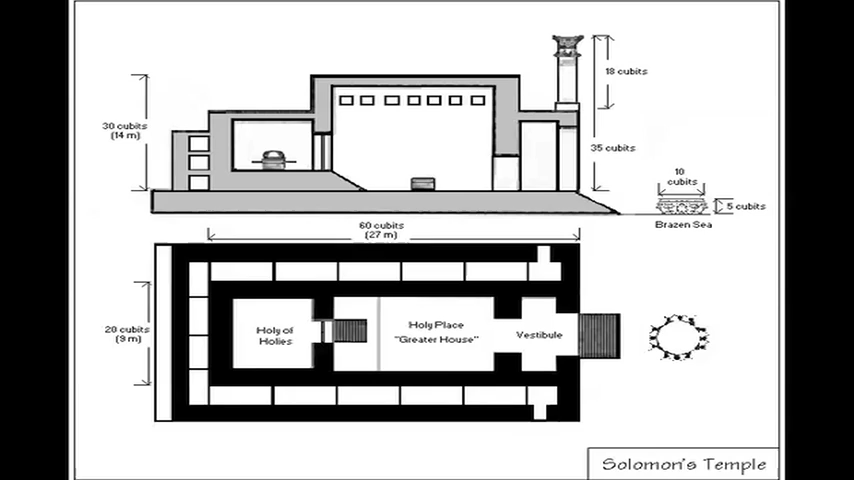 18 cubits
30 cubits
(14 m)
35 cubits
10
cubits
5 cubits
Brazen Sea
60 cubits
(27 m)
20 cubits
(9 m)
Holy of
Holies
Holy Place
"Greater House"
Vestibule
Solomon's Temple